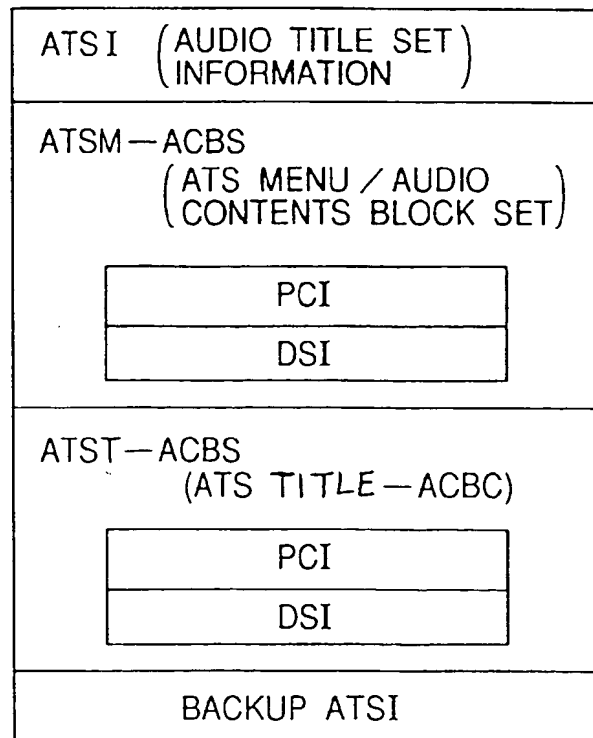 ATSI (AUDIO TITLE SET
INFORMATION)
ATSM-ACBS
(ATS MENU/AUDIO
CONTENTS BLOCK SET)
PCI
DSI
ATST-ACBS
(ATS TITLE-ACBC)
PCI
DSI
BACKUP ATSI